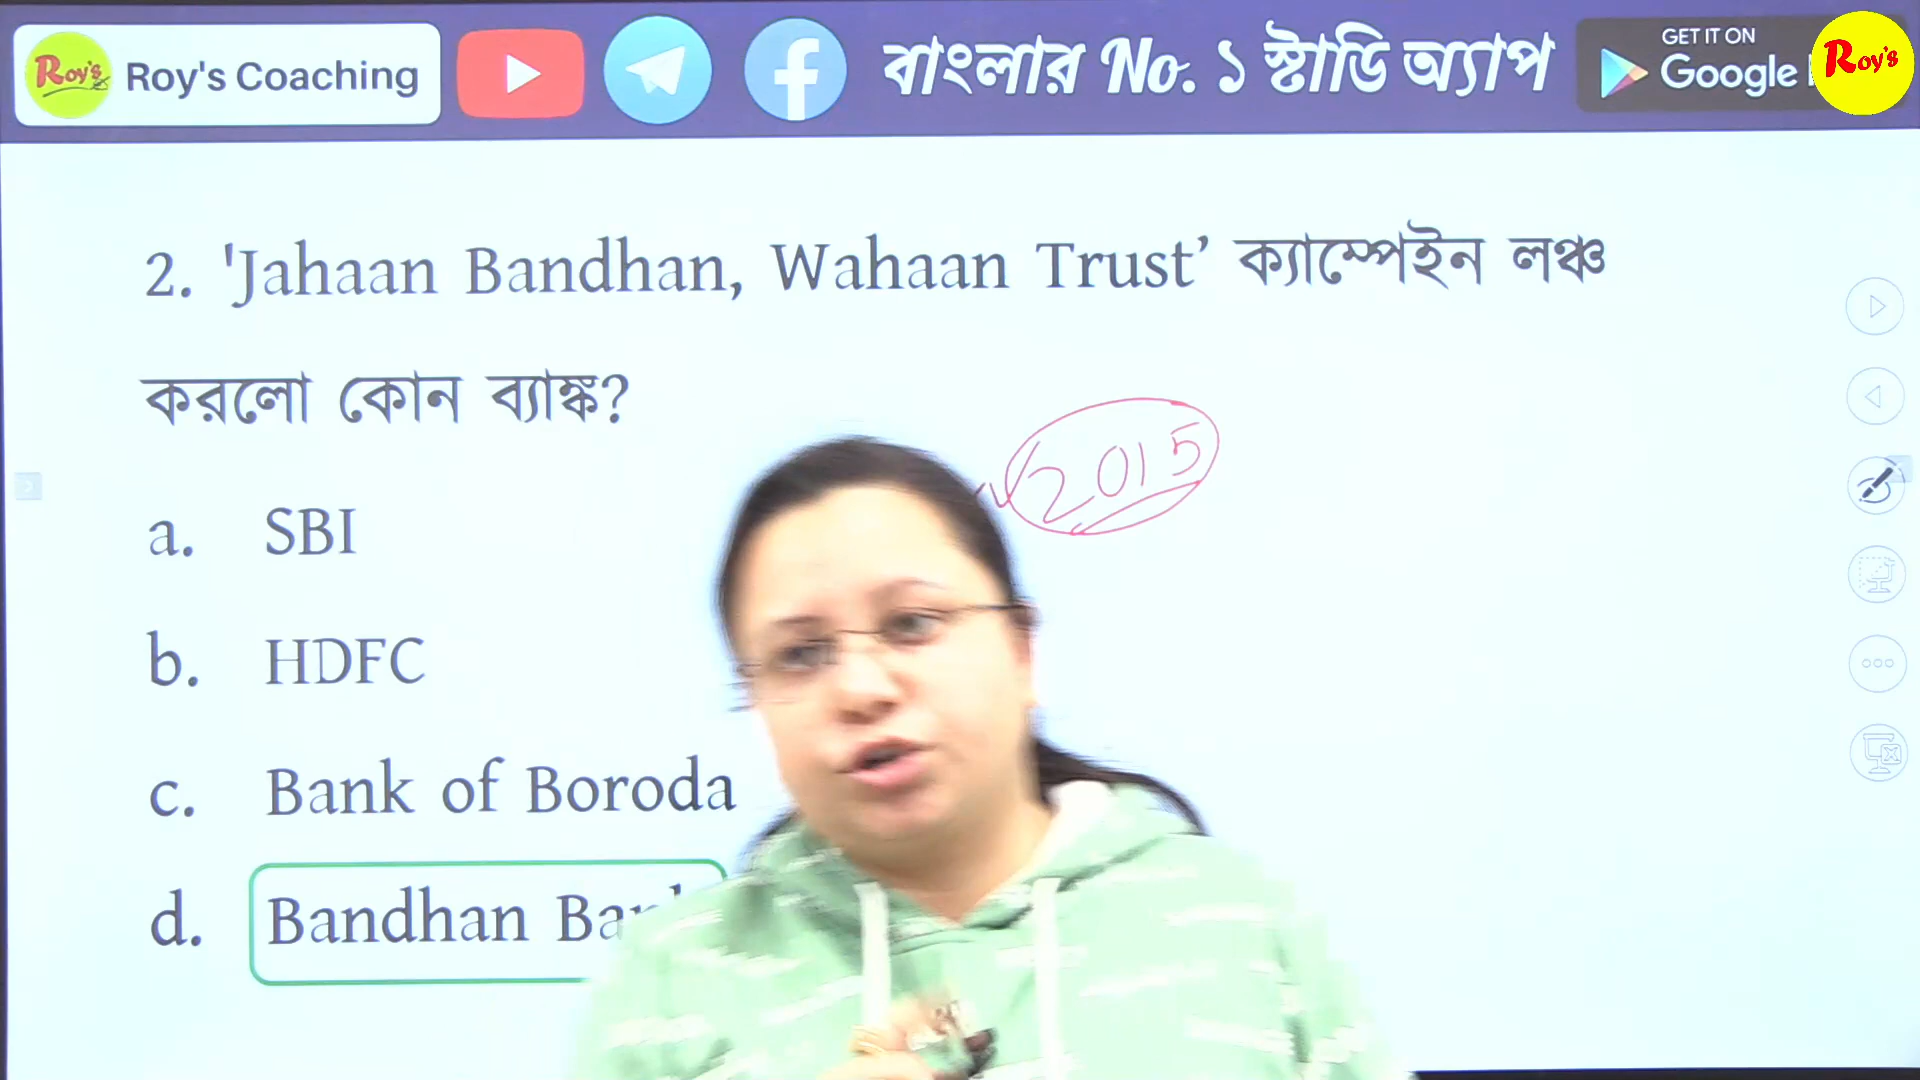 Roy's Roy's Coaching বাংলার No. ১ স্টাডি অ্যাপ GET IT ON Google Roy's
2. 'Jahaan Bandhan, Wahaan Trust’ ক্যাম্পেইন লঞ্চ
করলো কোন ব্যাঙ্ক?
2015
a. SBI
b. HDFC
c. Bank of Boroda
d. Bandhan